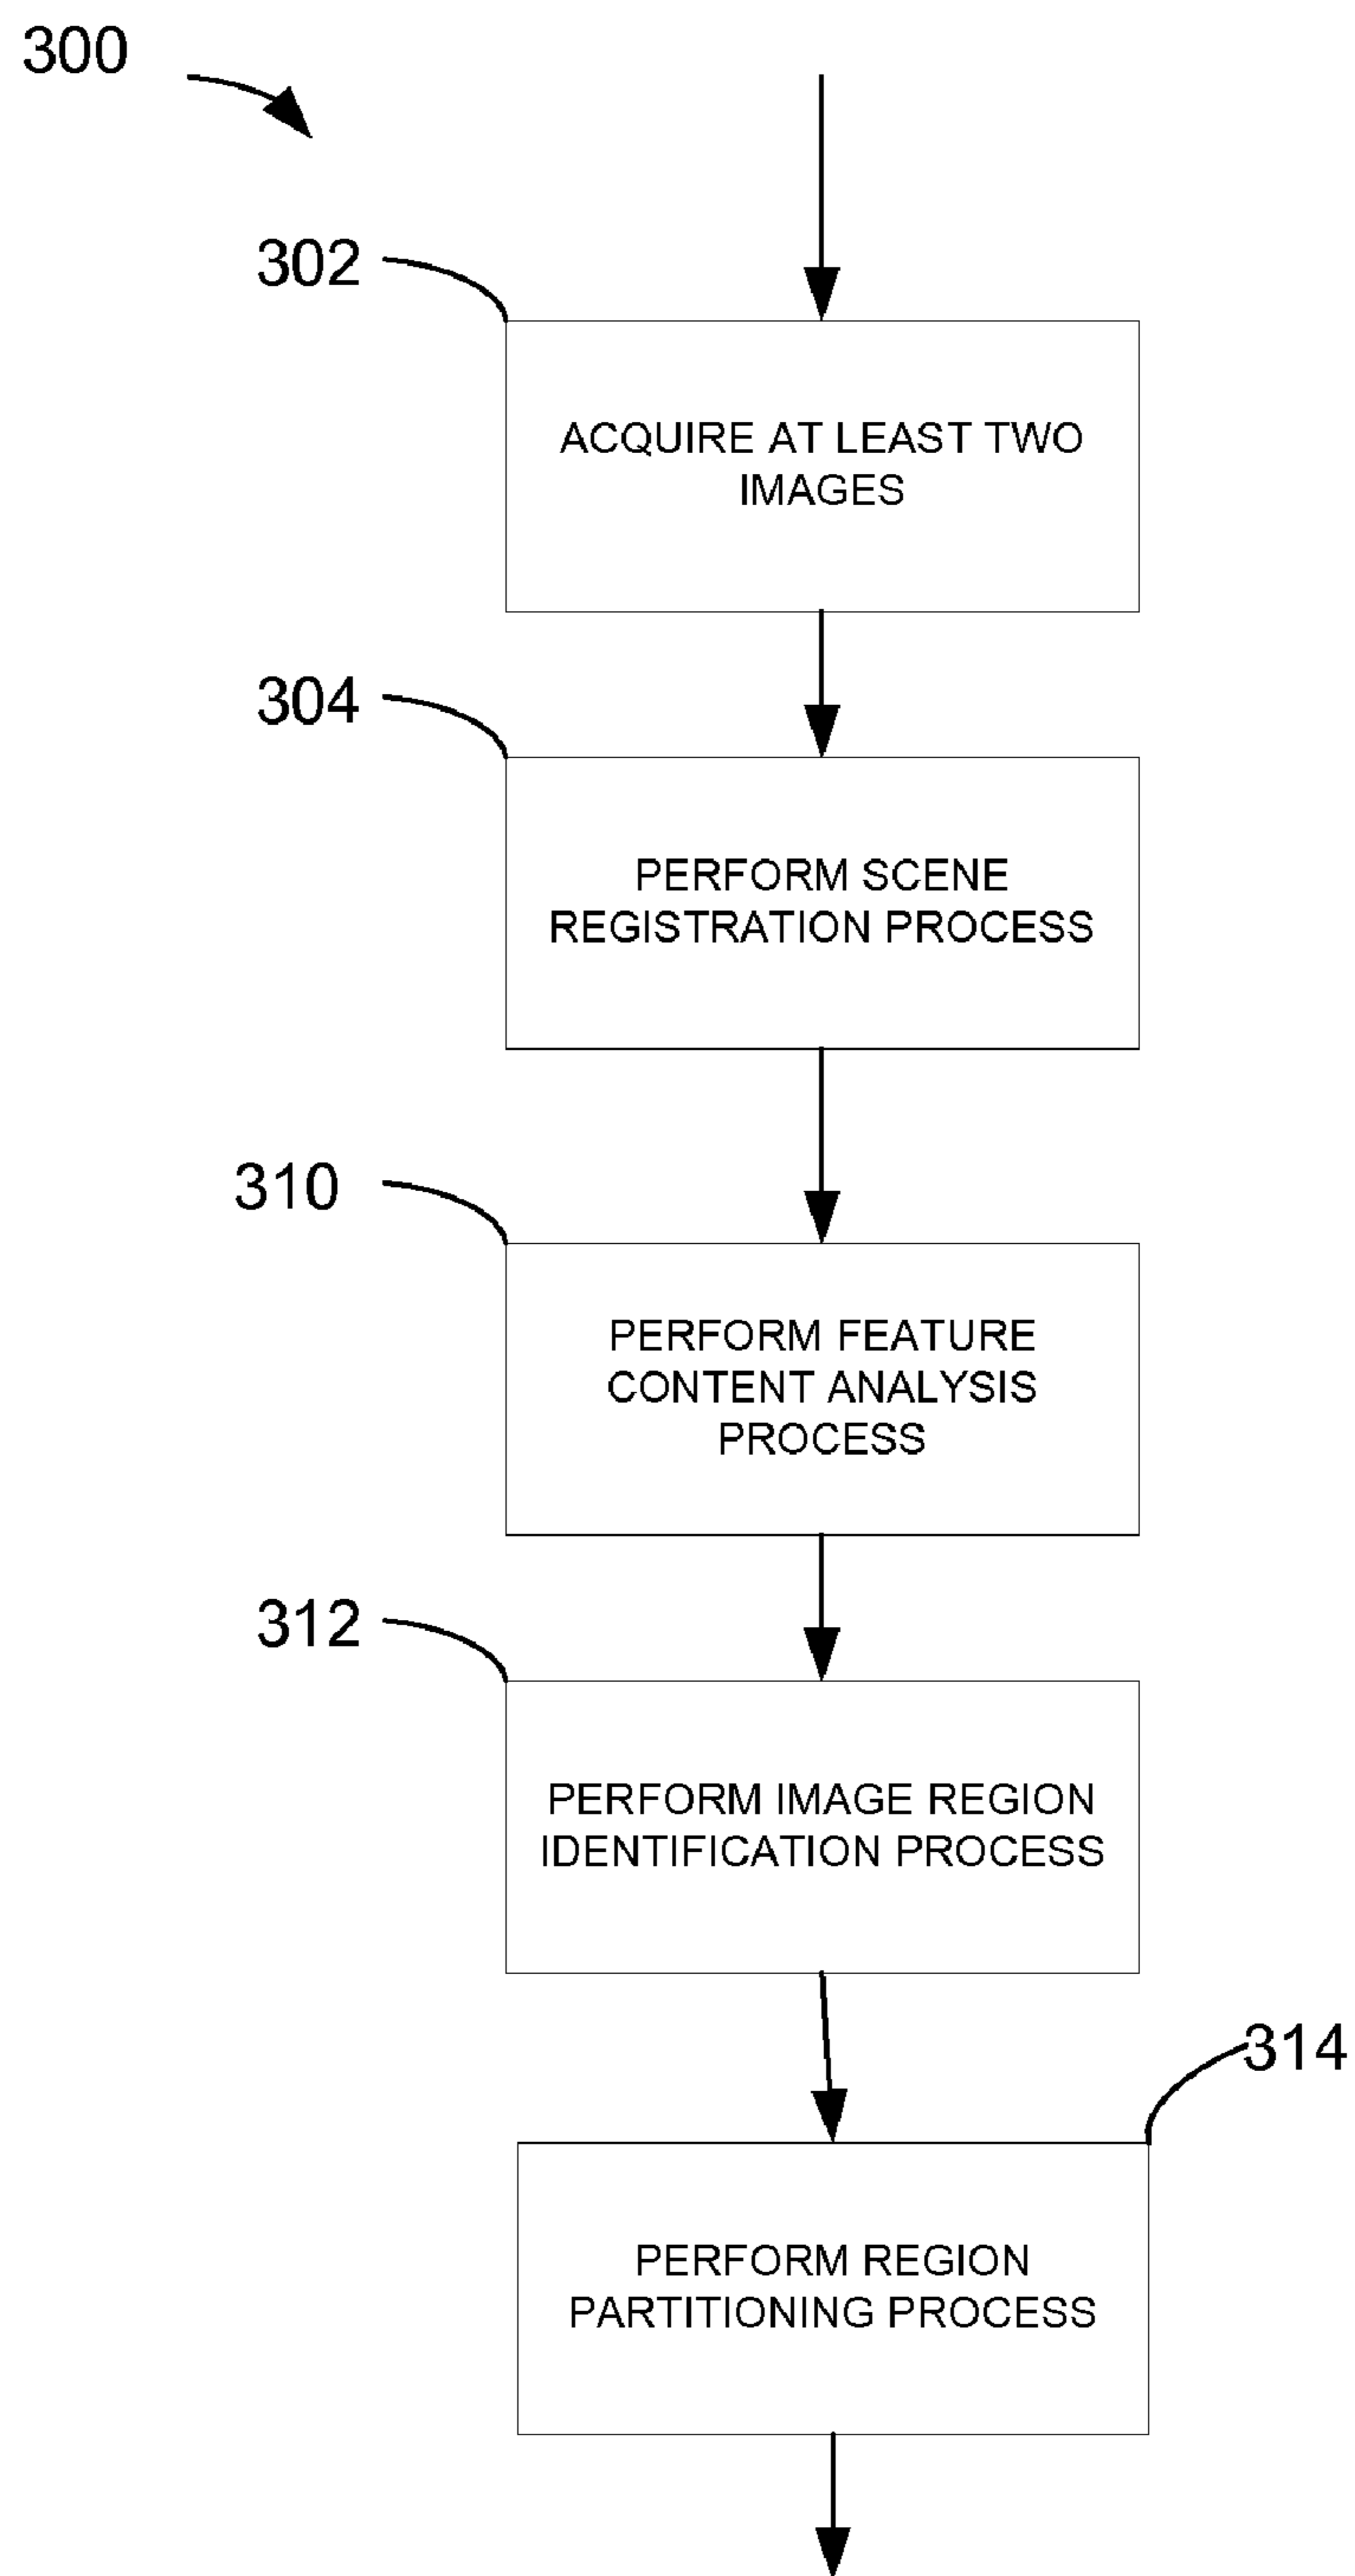 300
302
ACQUIRE AT LEAST TWO
IMAGES
304
PERFORM SCENE
REGISTRATION PROCESS
310
PERFORM FEATURE
CONTENT ANALYSIS
PROCESS
312
PERFORM IMAGE REGION
IDENTIFICATION PROCESS
314
PERFORM REGION
PARTITIONING PROCESS